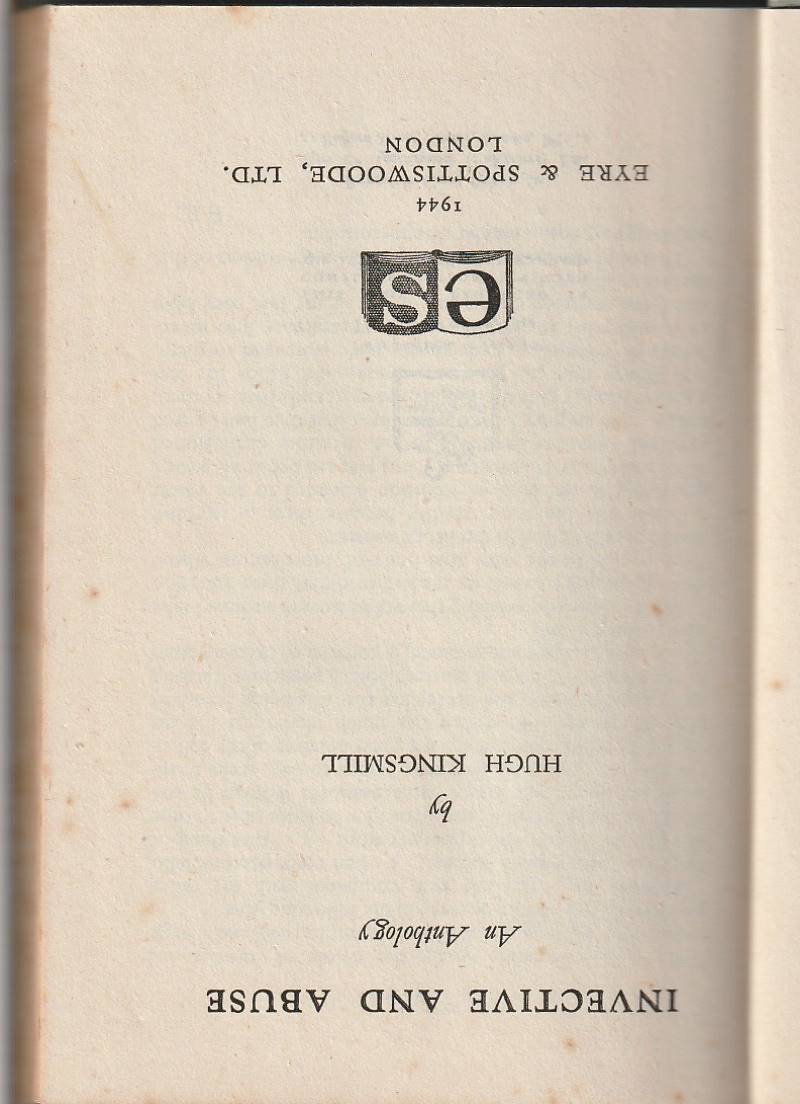 INVECTIVE AND ABUSE
An Anthology
by
HUGH KINGSMILL
es
1944
EYRE & SPOTTISWOODE, LTD.
LONDON